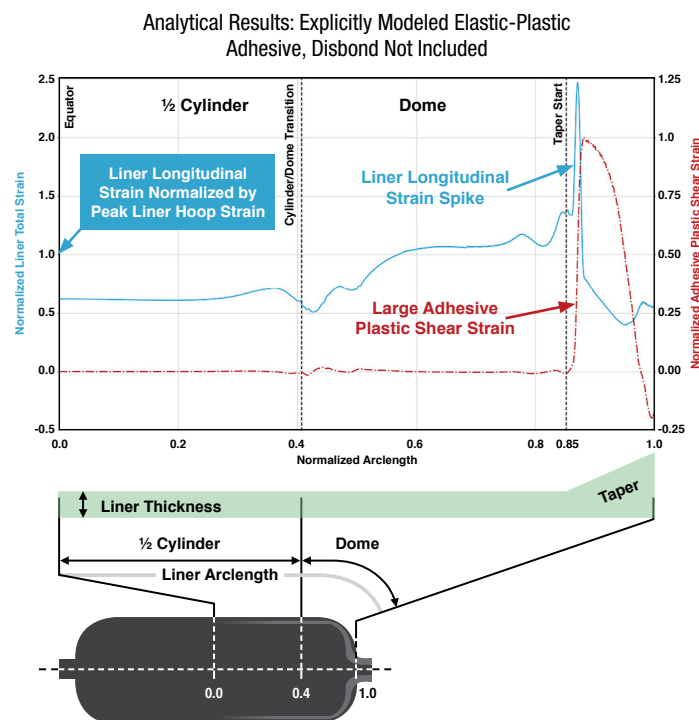 Analytical Results: Explicitly Modeled Elastic-Plastic
Adhesive, Disbond Not Included
2.5
2.0
1.5
1.0
0.5
0.0
-0.5
Normalized Liner Total Strain
1.25
1.0
0.75
0.50
0.25
0.00
-0.25
Normalized Adhesive Plastic Shear Strain
Equator
½ Cylinder
Cylinder/Dome Transition
Dome
Taper Start
Liner Longitudinal
Strain Normalized by
Peak Liner Hoop Strain
Liner Longitudinal
Strain Spike
Large Adhesive
Plastic Shear Strain
0.0
0.2
0.4
0.6
0.8
0.85
1.0
Normalized Arclength
Liner Thickness
Taper
½ Cylinder
Dome
Liner Arclength
0.0
0.4
1.0